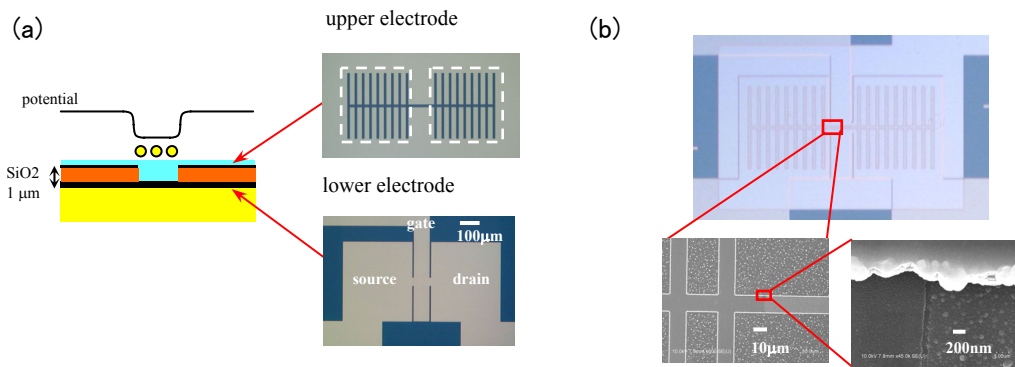 (a)
upper electrode
potential
SiO2
1 μm
lower electrode
gate
100μm
source
drain
(b)
10μm
200nm